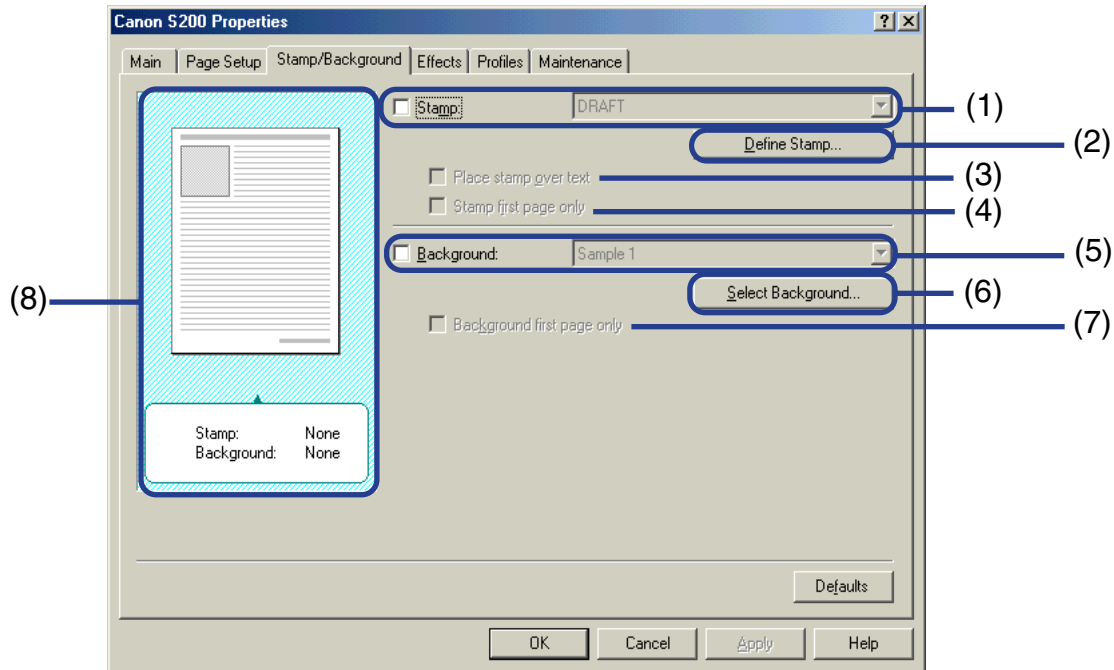 Canon S200 Properties
Main Page Setup Stamp/Background Effects Profiles Maintenance
Stamp: DRAFT (1)
Define Stamp... (2)
Place stamp over text (3)
Stamp first page only (4)
Background: Sample 1 (5)
Select Background... (6)
Background first page only (7)
(8)
Stamp: None
Background: None
Defaults
OK Cancel Apply Help